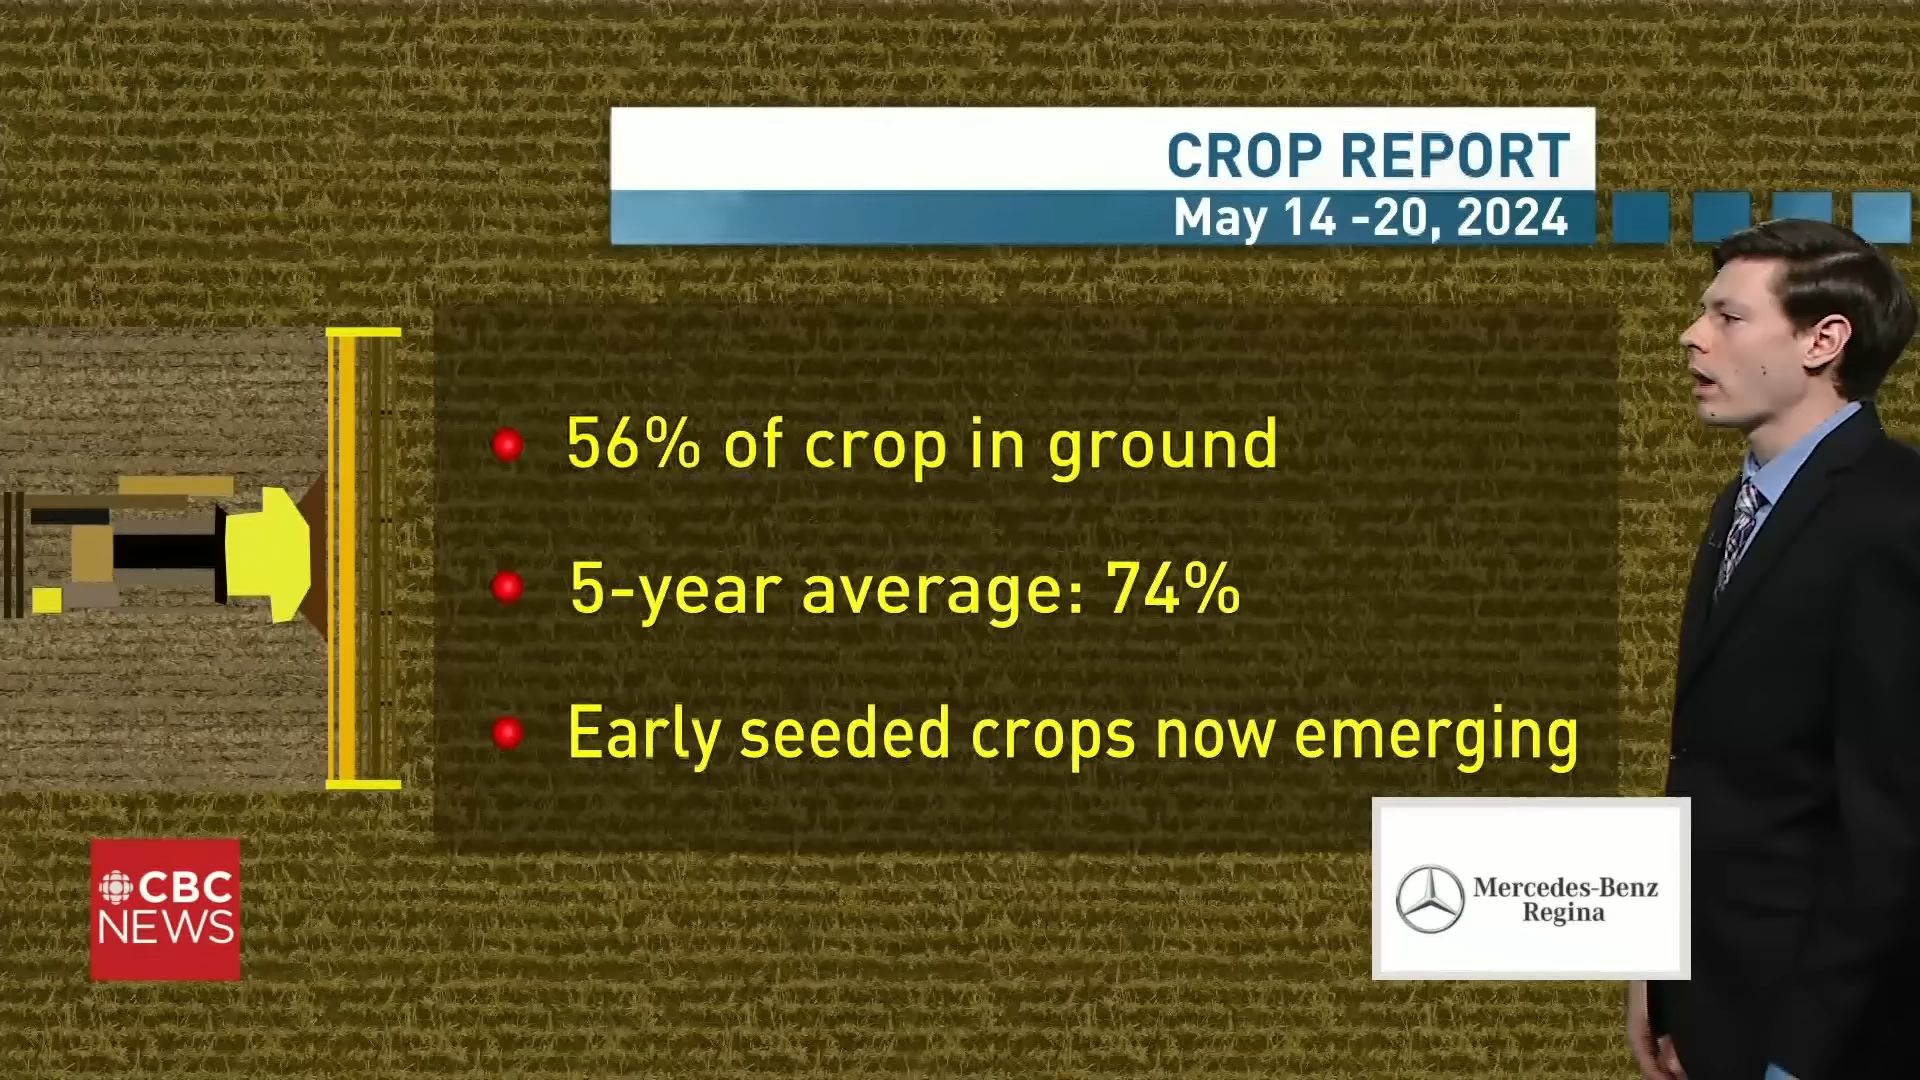 CROP REPORT
May 14 -20, 2024
56% of crop in ground
5-year average: 74%
Early seeded crops now emerging
CBC
NEWS
Mercedes-Benz
Regina